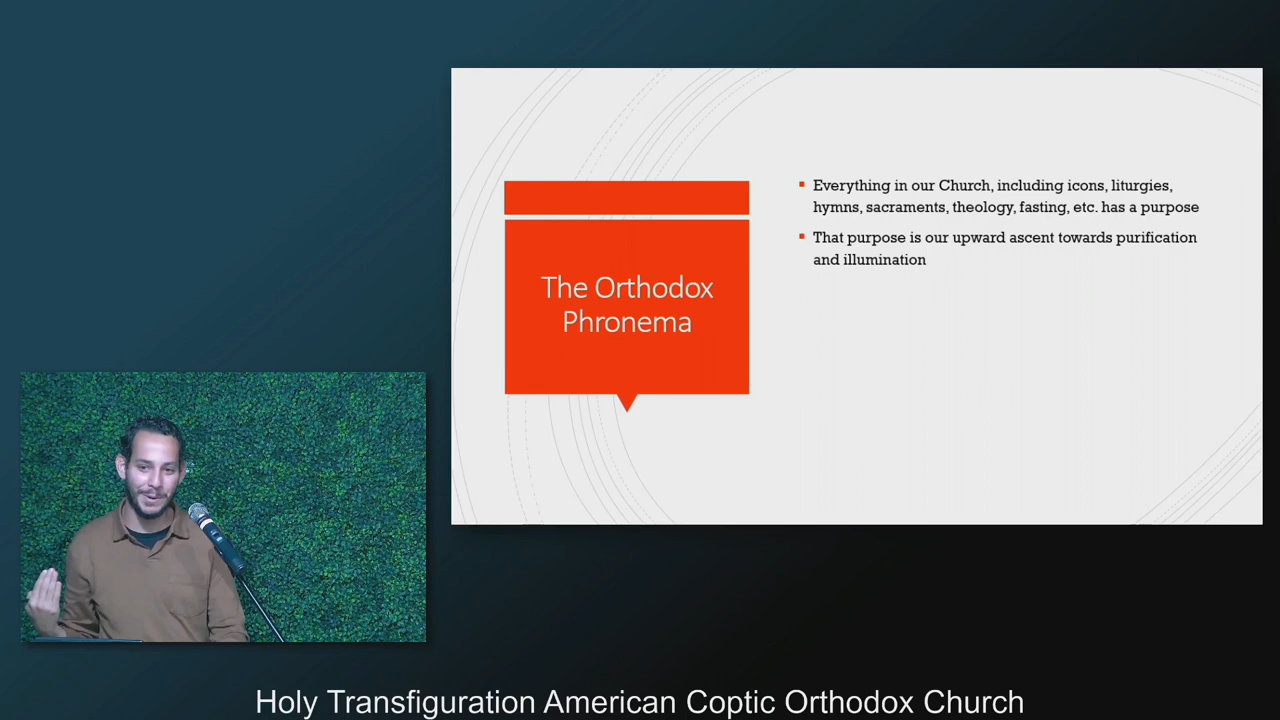 The Orthodox
Phronema
Everything in our Church, including icons, liturgies,
hymns, sacraments, theology, fasting, etc. has a purpose
That purpose is our upward ascent towards purification
and illumination
Holy Transfiguration American Coptic Orthodox Church